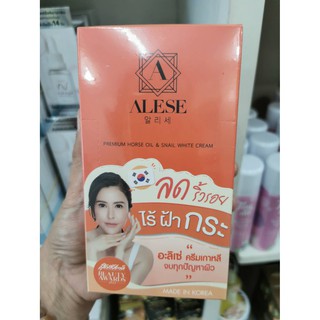 A
ALESE
알리세
PREMIUM HORSE OIL & SNAIL WHITE CREAM
ลด ริ้วรอย
ไร้ ฝ้า กระ
อะลิเซ่ "
ครีมเกาหลี
จบทุกปัญหาผิว
"
BEAUTY
AWARDS
MADE IN KOREA